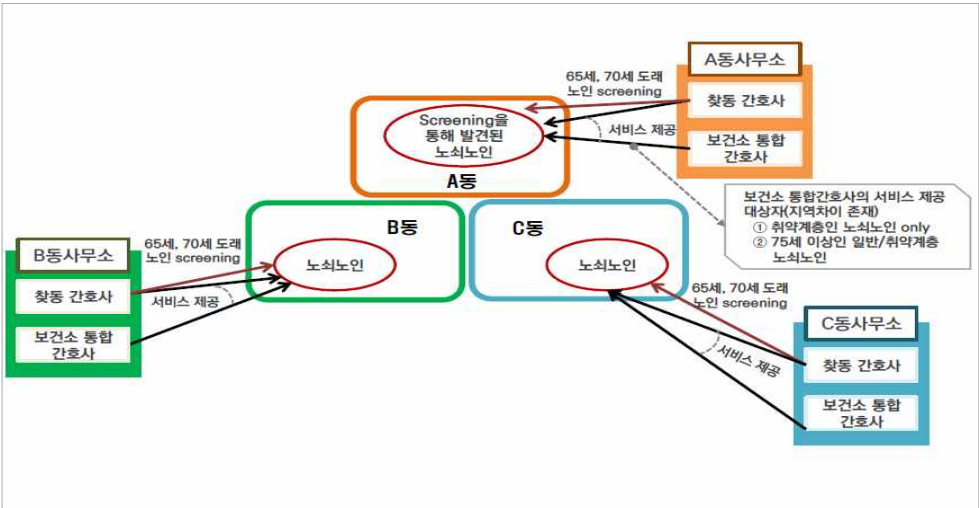 A동사무소
65세, 70세 도래
노인 screening
찾동 간호사
서비스 제공
보건소 통합
간호사
Screening을
통해 발견된
노쇠노인
A동
보건소 통합간호사의 서비스 제공
대상자(지역차이 존재)
① 취약계층인 노쇠노인 only
② 75세 이상인 일반/취약계층
노쇠노인
B동
노쇠노인
B동사무소
65세, 70세 도래
노인 screening
찾동 간호사
서비스 제공
보건소 통합
간호사
C동
노쇠노인
65세, 70세 도래
노인 screening
C동사무소
찾동 간호사
서비스 제공
보건소 통합
간호사